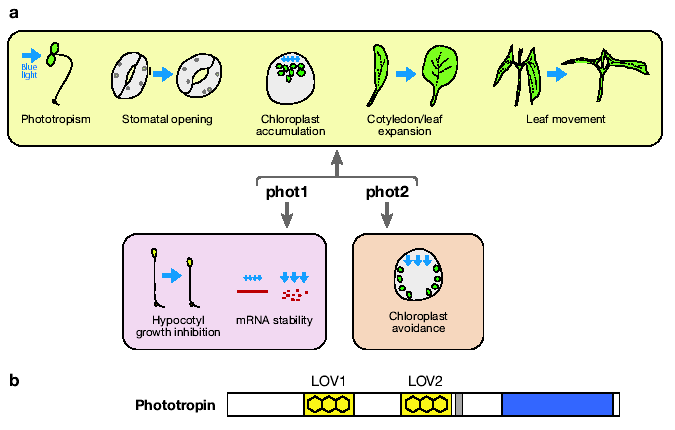 a
Blue
light
Phototropism
Stomatal opening
Chloroplast
accumulation
Cotyledon/leaf
expansion
Leaf movement
phot1
phot2
Hypocotyl
growth inhibition
mRNA stability
Chloroplast
avoidance
b
LOV1
LOV2
Phototropin